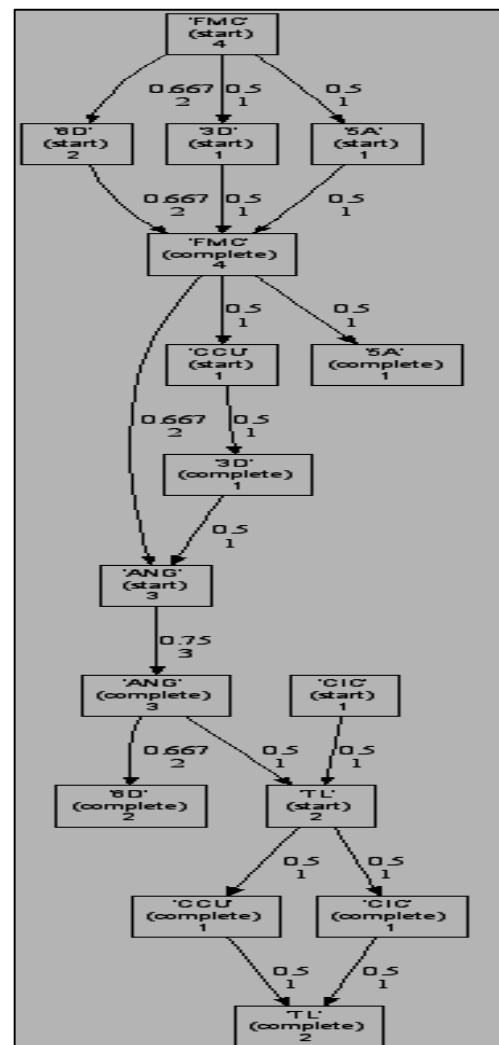 'FMC'
(start)
4
0.667 0.5 0.5
2 1 1
'6D' '3D' '5A'
(start) (start) (start)
2 1 1
0.667 0.5 0.5
2 1 1
'FMC'
(complete)
4
0.5 0.5
1 1
'CCU' '5A'
(start) (complete)
1 1
0.667 0.5
2 1
'3D'
(complete)
1
0.5
1
'ANG'
(start)
3
0.75
3
'ANG' 'CIC'
(complete) (start)
3 1
0.667 0.5 0.5
2 1 1
'6D' 'TL'
(complete) (start)
2 2
0.5 0.5
1 1
'CCU' 'CIC'
(complete) (complete)
1 1
0.5 0.5
1 1
'TL'
(complete)
2